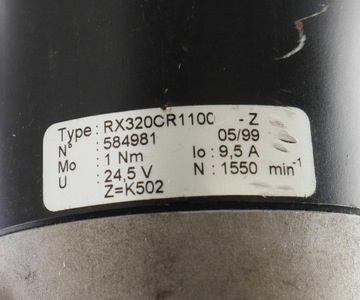 Type : RX320CR1100 -Z
N° : 584981 05/99
Mo : 1 Nm Io : 9,5 A
U : 24,5 V N : 1550 min-1
Z=K502